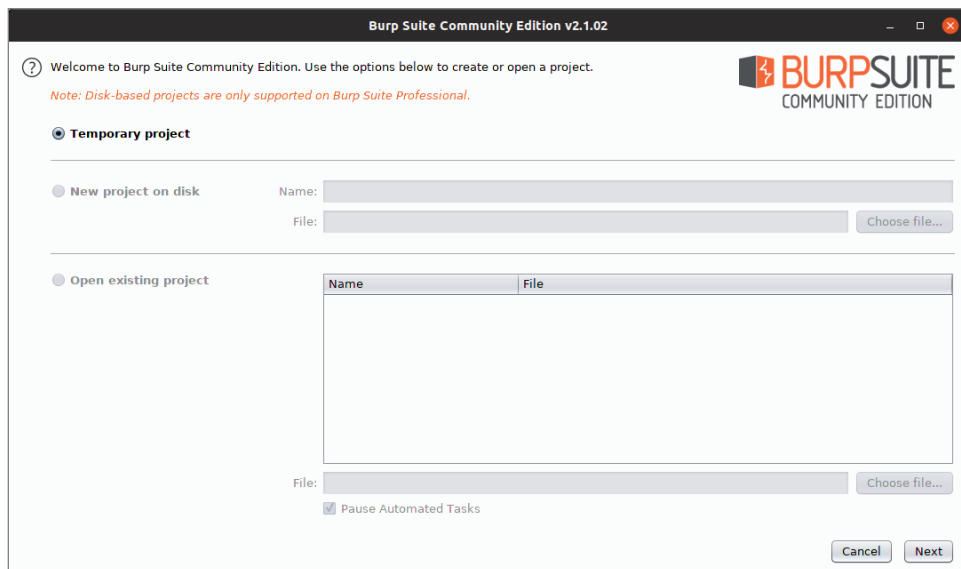 Burp Suite Community Edition v2.1.02
? Welcome to Burp Suite Community Edition. Use the options below to create or open a project.
Note: Disk-based projects are only supported on Burp Suite Professional.
BURPSUITE
COMMUNITY EDITION
Temporary project
New project on disk Name:
File: Choose file...
Open existing project
Name File
File: Choose file...
Pause Automated Tasks
Cancel Next